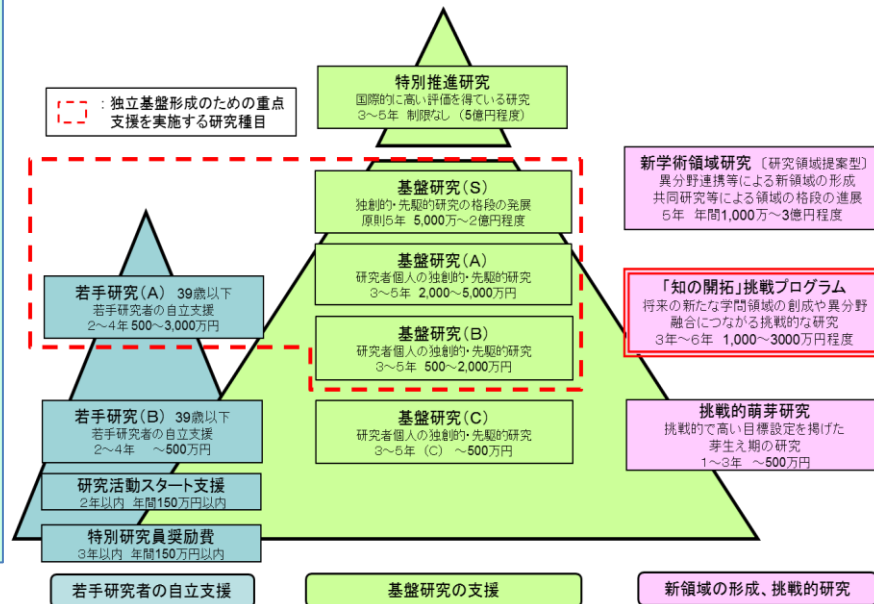 ：独立基盤形成のための重点
支援を実施する研究種目
特別推進研究
国際的に高い評価を得ている研究
3～5年 制限なし （5億円程度）
基盤研究(S)
独創的・先駆的研究の格段の発展
原則5年 5,000万～2億円程度
基盤研究(A)
研究者個人の独創的・先駆的研究
3～5年 2,000～5,000万円
基盤研究(B)
研究者個人の独創的・先駆的研究
3～5年 500～2,000万円
基盤研究(C)
研究者個人の独創的・先駆的研究
3～5年 （C） ～500万円
若手研究(A) 39歳以下
若手研究者の自立支援
2～4年 500～3,000万円
若手研究(B) 39歳以下
若手研究者の自立支援
2～4年 ～500万円
研究活動スタート支援
2年以内 年間150万円以内
特別研究員奨励費
3年以内 年間150万円以内
新学術領域研究 〔研究領域提案型〕
異分野連携等による新領域の形成
共同研究等による領域の格段の進展
5年 年間1,000万～3億円程度
「知の開拓」挑戦プログラム
将来の新たな学問領域の創成や異分野
融合につながる挑戦的な研究
3年～6年 1,000～3000万円程度
挑戦的萌芽研究
挑戦的で高い目標設定を掲げた
芽生え期の研究
1～3年 ～500万円
若手研究者の自立支援
基盤研究の支援
新領域の形成、挑戦的研究